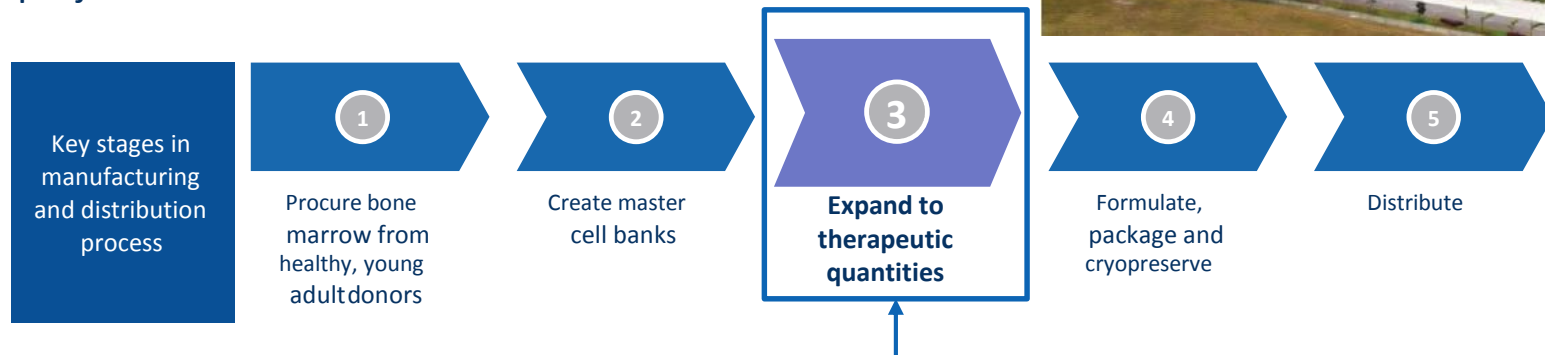 Key stages in
manufacturing
and distribution
process
1
Procure bone
marrow from
healthy, young
adultdonors
2
Create master
cell banks
3
Expand to
therapeutic
quantities
4
Formulate,
package and
cryopreserve
5
Distribute